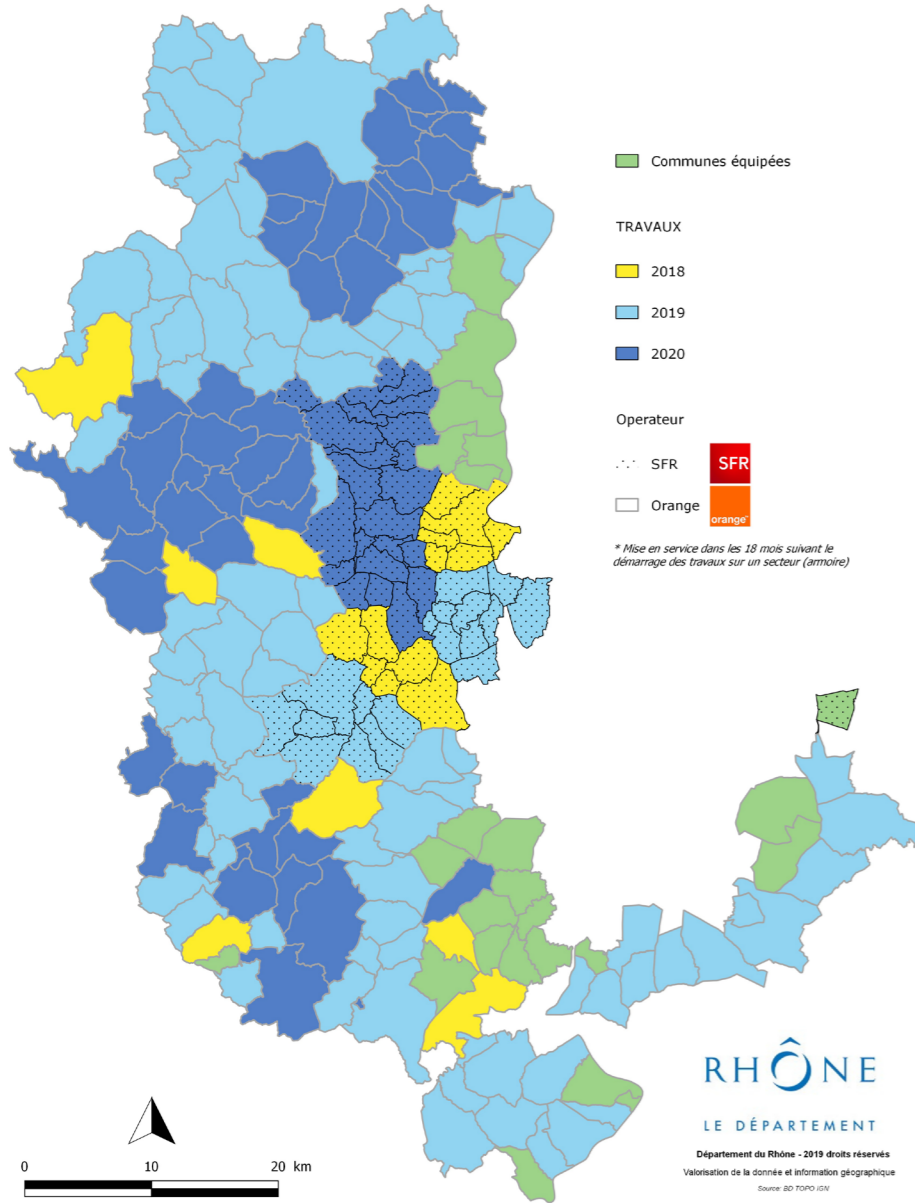 Communes équipées
TRAVAUX
2018
2019
2020
Operateur
SFR SFR
Orange orange™
* Mise en service dans les 18 mois suivant le
démarrage des travaux sur un secteur (armoire)
RHÔNE
LE DÉPARTEMENT
Département du Rhône - 2019 droits réservés
Valorisation de la donnée et information géographique
Source: BD TOPO IGN
0 10 20 km